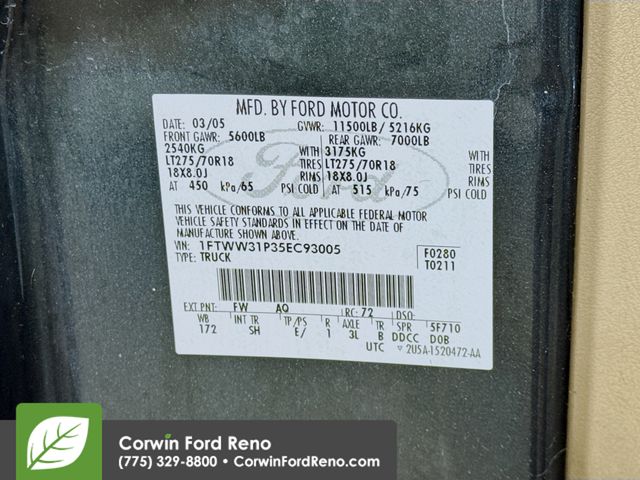 MFD. BY FORD MOTOR CO.
DATE: 03/05 GVWR: 11500LB / 5216KG
FRONT GAWR: 5600LB REAR GAWR: 7000LB
2540KG WITH 3175KG WITH
LT275/70R18 TIRES LT275/70R18 TIRES
18X8.0J RIMS 18X8.0J RIMS
AT 450 kPa/65 PSI COLD AT 515 kPa/75 PSI COLD
Ford
THIS VEHICLE CONFORMS TO ALL APPLICABLE FEDERAL MOTOR
VEHICLE SAFETY STANDARDS IN EFFECT ON THE DATE OF
MANUFACTURE SHOWN ABOVE.
VIN: 1FTWW31P35EC93005 F0280
TYPE: TRUCK T0211
EXT PNT: FW AQ RC: 72 DSO:
WB INT TR TP/PS R AXLE TR SPR 5F710
172 SH E/ 1 3L B DDCC DOB
UTC ▽ 2U5A-1520472-AA
Corwin Ford Reno
(775) 329-8800 • CorwinFordReno.com